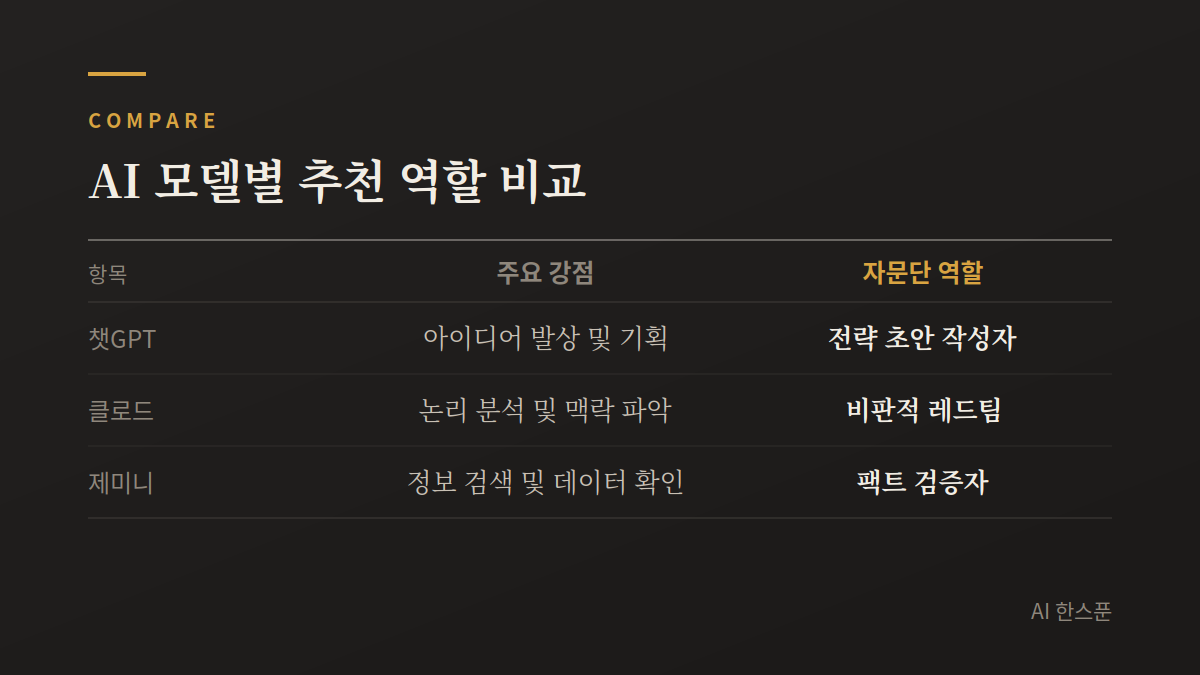 COMPARE
AI 모델별 추천 역할 비교
항목 주요 강점 자문단 역할
챗GPT 아이디어 발상 및 기획 전략 초안 작성자
클로드 논리 분석 및 맥락 파악 비판적 레드팀
제미니 정보 검색 및 데이터 확인 팩트 검증자
AI 한스푼